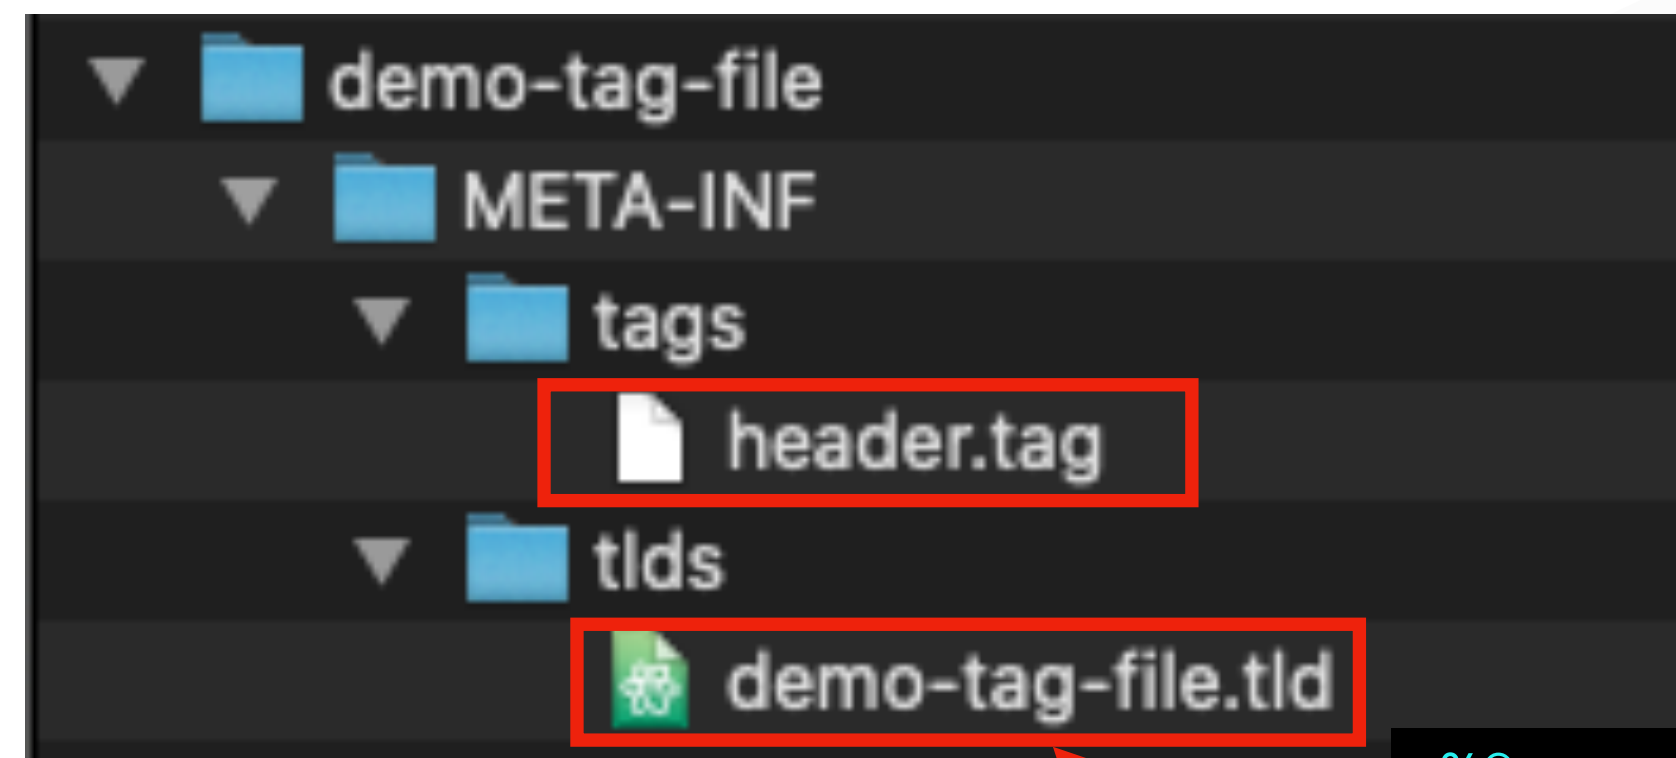 demo-tag-file
META-INF
tags
header.tag
tlds
demo-tag-file.tld